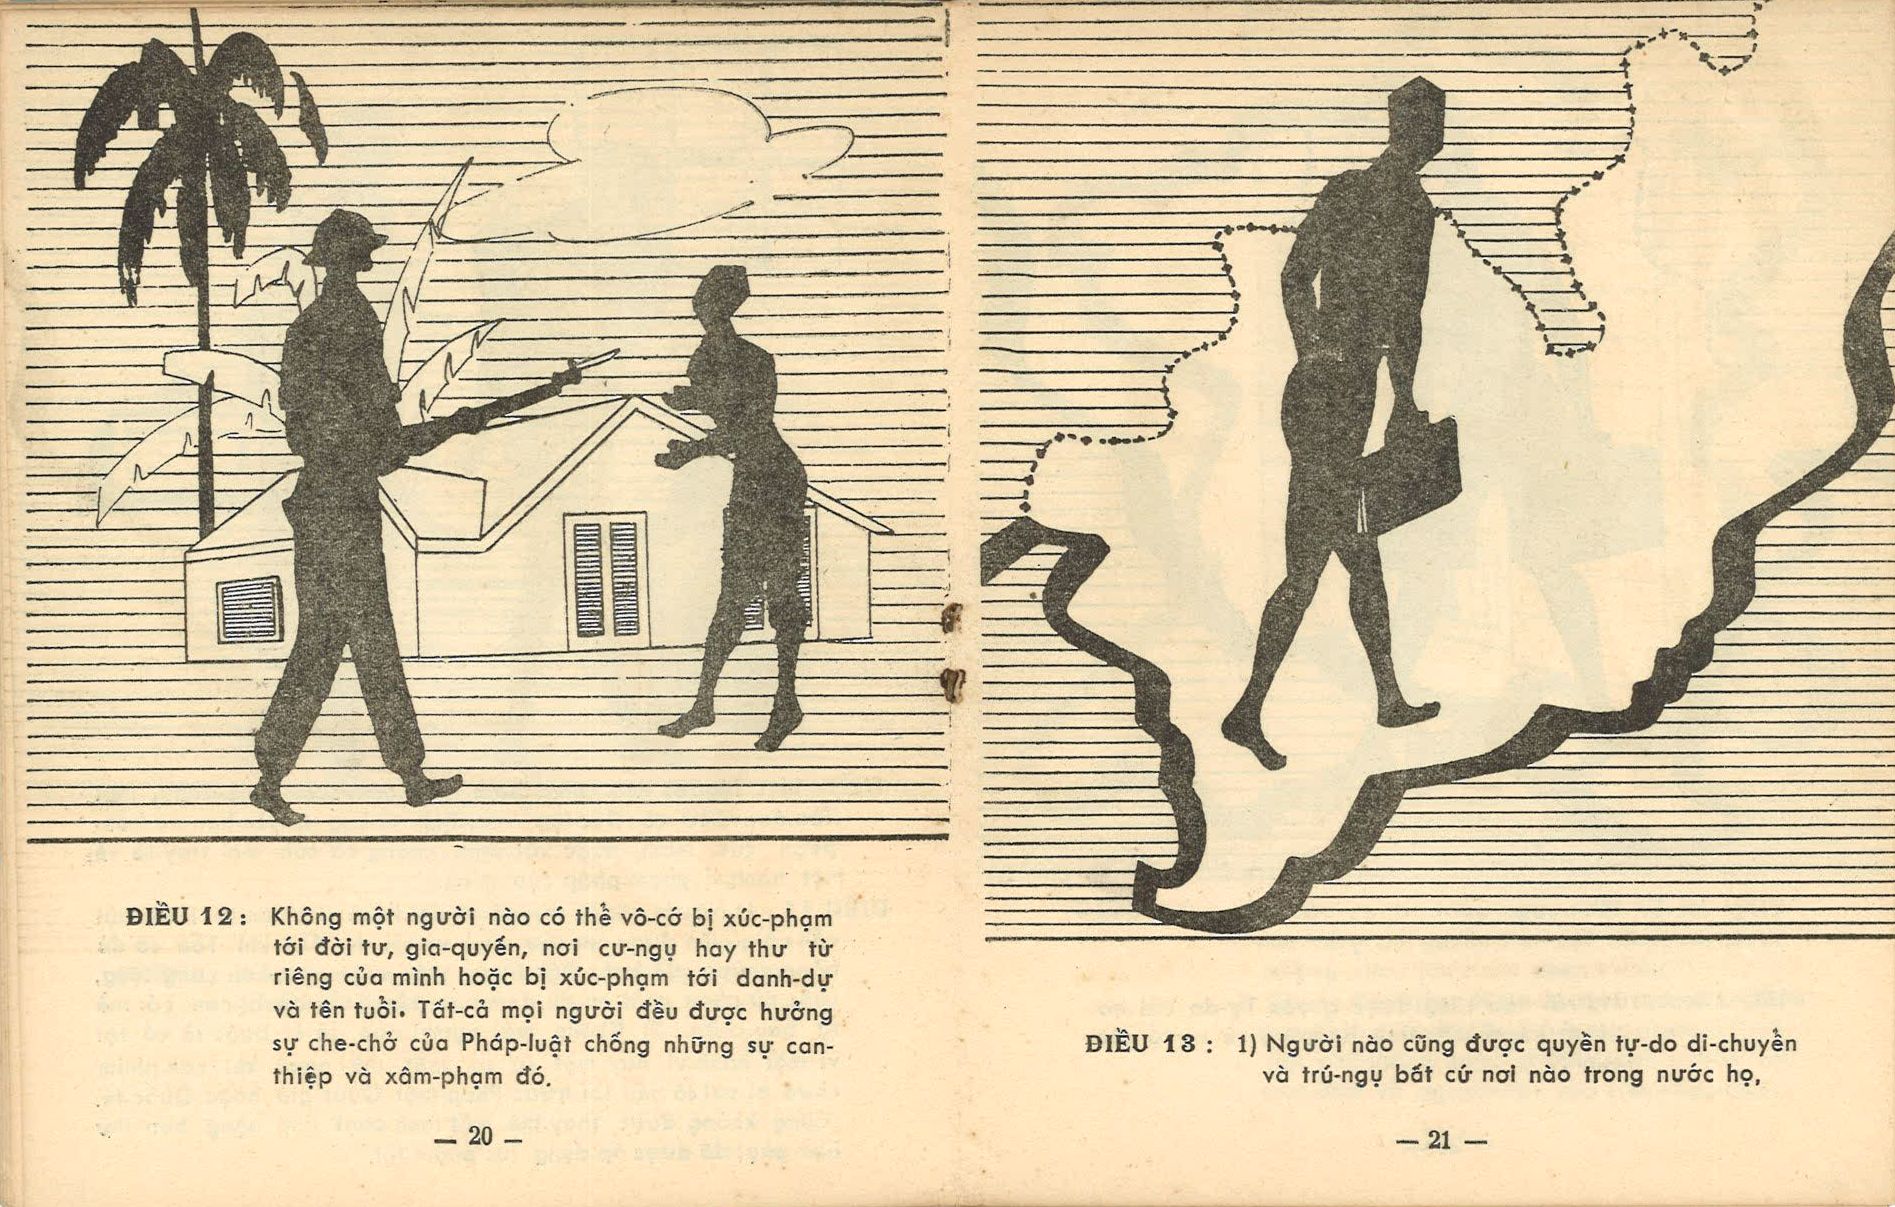 ĐIỀU 12 : Không một người nào có thể vô-cớ bị xúc-phạm
tới đời tư, gia-quyến, nơi cư-ngụ hay thư từ
riêng của mình hoặc bị xúc-phạm tới danh-dự
và tên tuổi. Tất-cả mọi người đều được hưởng
sự che-chở của Pháp-luật chống những sự can-
thiệp và xâm-phạm đó.
— 20 —
ĐIỀU 13 : 1) Người nào cũng được quyền tự-do di-chuyển
và trú-ngụ bất cứ nơi nào trong nước họ,
— 21 —